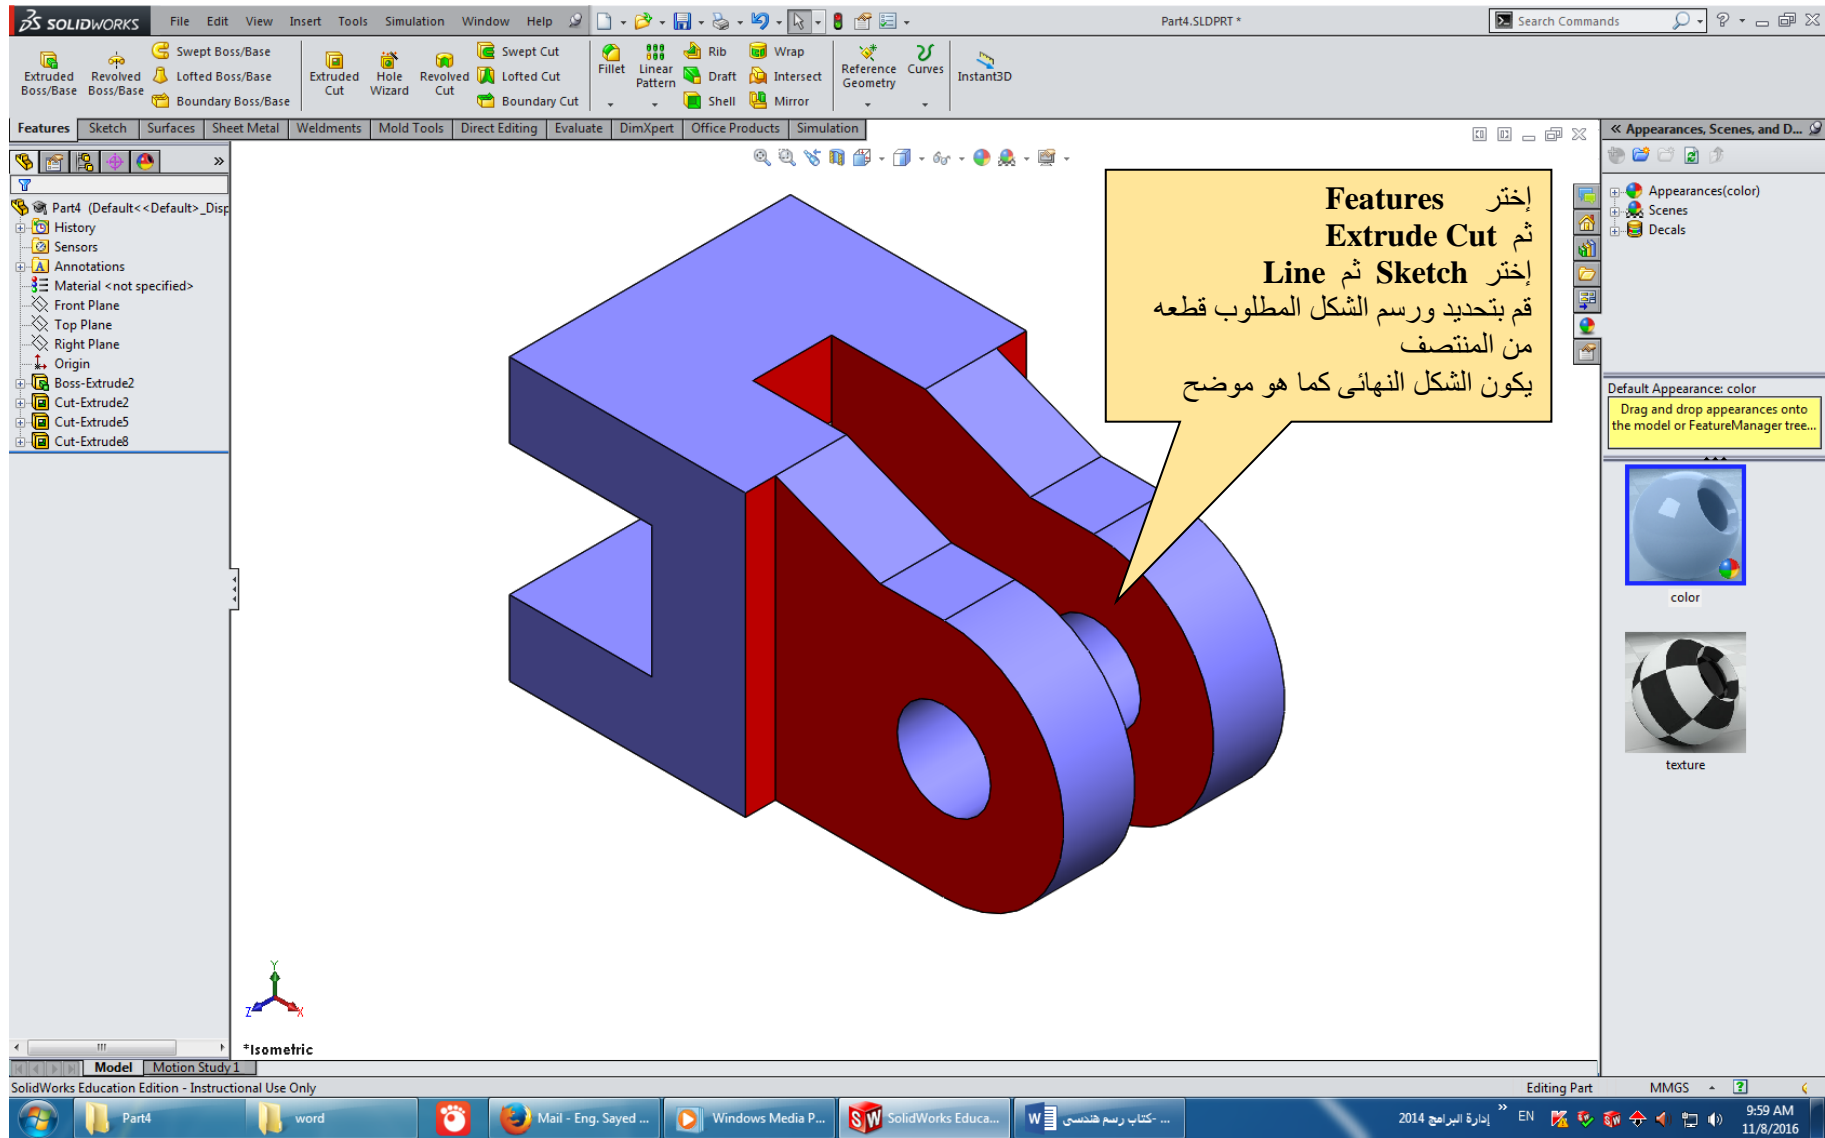 SOLIDWORKS File Edit View Insert Tools Simulation Window Help Part4.SLDPRT * Search Commands
Extruded Boss/Base
Revolved Boss/Base
Swept Boss/Base
Lofted Boss/Base
Boundary Boss/Base
Extruded Cut
Hole Wizard
Revolved Cut
Swept Cut
Lofted Cut
Boundary Cut
Fillet
Linear Pattern
Rib
Draft
Shell
Wrap
Intersect
Mirror
Reference Geometry
Curves
Instant3D
Features Sketch Surfaces Sheet Metal Weldments Mold Tools Direct Editing Evaluate DimXpert Office Products Simulation
Part4 (Default<<Default>_Disp
History
Sensors
Annotations
Material <not specified>
Front Plane
Top Plane
Right Plane
Origin
Boss-Extrude2
Cut-Extrude2
Cut-Extrude5
Cut-Extrude8
إختر Features
ثم Extrude Cut
إختر Sketch ثم Line
قم بتحديد ورسم الشكل المطلوب قطعه
من المنتصف
يكون الشكل النهائى كما هو موضح
Appearances, Scenes, and D...
Appearances(color)
Scenes
Decals
Default Appearance: color
Drag and drop appearances onto
the model or FeatureManager tree...
color
texture
Y
Z
X
*Isometric
Model Motion Study 1
SolidWorks Education Edition - Instructional Use Only
Editing Part MMGS
Part4
word
Mail - Eng. Sayed ...
Windows Media P...
SolidWorks Educa...
كتاب رسم هندسى- ...
إدارة البرامج 2014
EN
9:59 AM
11/8/2016